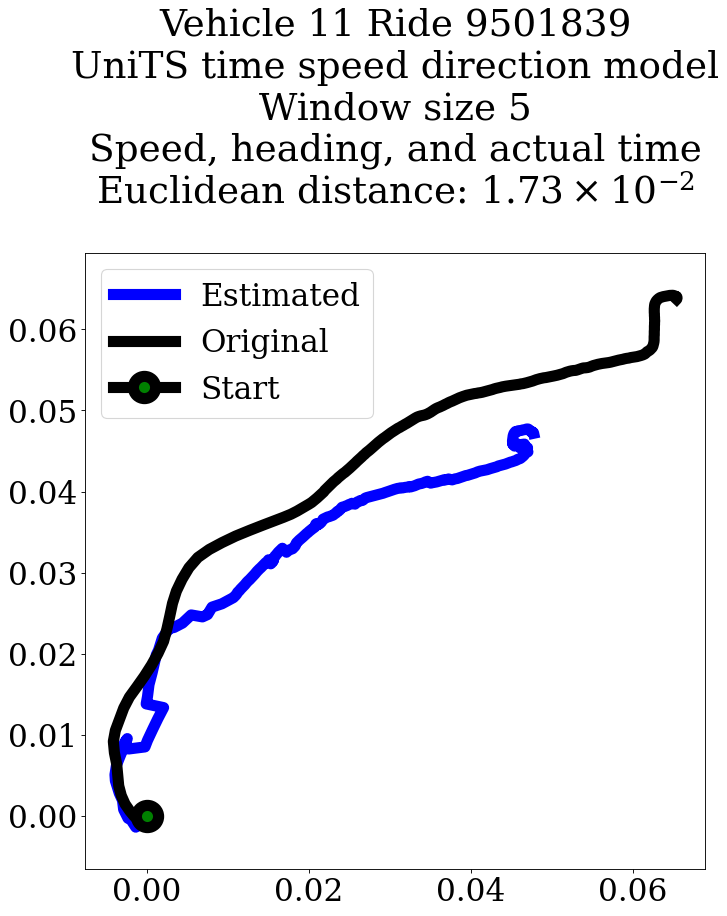 Vehicle 11 Ride 9501839
UniTS time speed direction model
Window size 5
Speed, heading, and actual time
Euclidean distance: 1.73 × 10⁻²
Estimated
Original
Start
0.06
0.05
0.04
0.03
0.02
0.01
0.00
0.00 0.02 0.04 0.06